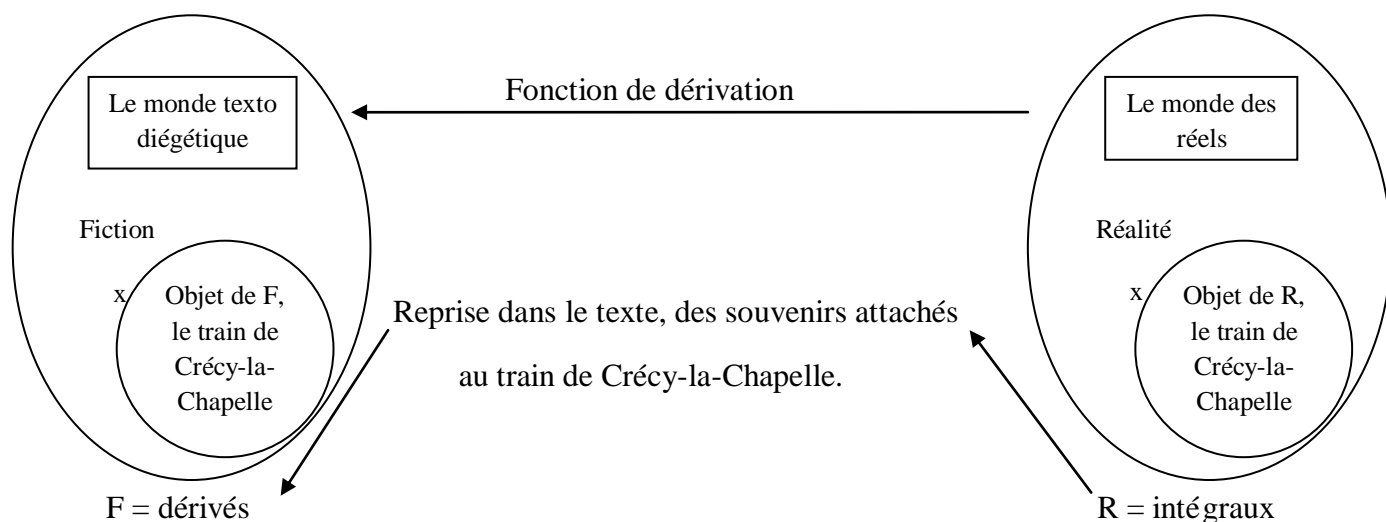 Le monde texto
diégétique
Fonction de dérivation
Le monde des
réels
Fiction
Réalité
x
Objet de F,
le train de
Crécy-la-
Chapelle
Reprise dans le texte, des souvenirs attachés
au train de Crécy-la-Chapelle.
x
Objet de R,
le train de
Crécy-la-
Chapelle
F = dérivés
R = intégraux